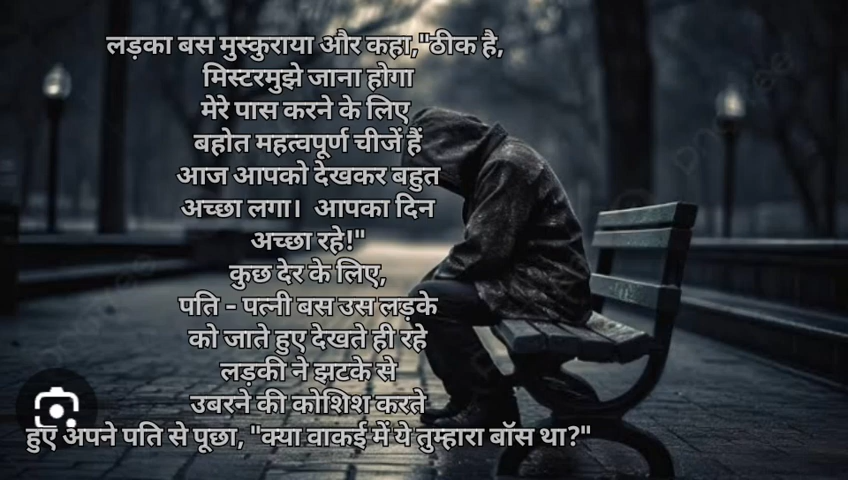 लड़का बस मुस्कुराया और कहा,"ठीक है,
मिस्टरमुझे जाना होगा
मेरे पास करने के लिए
बहोत महत्वपूर्ण चीजें हैं
आज आपको देखकर बहुत
अच्छा लगा। आपका दिन
अच्छा रहे!"
कुछ देर के लिए,
पति - पत्नी बस उस लड़के
को जाते हुए देखते ही रहे
लड़की ने झटके से
उबरने की कोशिश करते
हुए अपने पति से पूछा, "क्या वाकई में ये तुम्हारा बॉस था?"